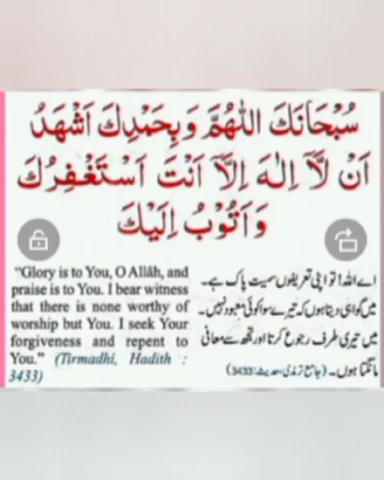 سُبْحَانَكَ اللّٰهُمَّ وَبِحَمْدِكَ اَشْهَدُ
اَنْ لَّآ اِلٰهَ اِلَّآ اَنْتَ اَسْتَغْفِرُكَ
وَاَتُوْبُ اِلَيْكَ
"Glory is to You, O Allâh, and
praise is to You. I bear witness
that there is none worthy of
worship but You. I seek Your
forgiveness and repent to
You." (Tirmadhi, Hadith :
3433)
اے اللہ! تو اپنی تعریفوں سمیت پاک ہے۔
میں گواہی دیتا ہوں کہ تیرے سوا کوئی معبود نہیں۔
میں تیری طرف رجوع کرتا اور تجھ سے معافی
مانگتا ہوں۔ (جامع ترمذی، حدیث: 3433)